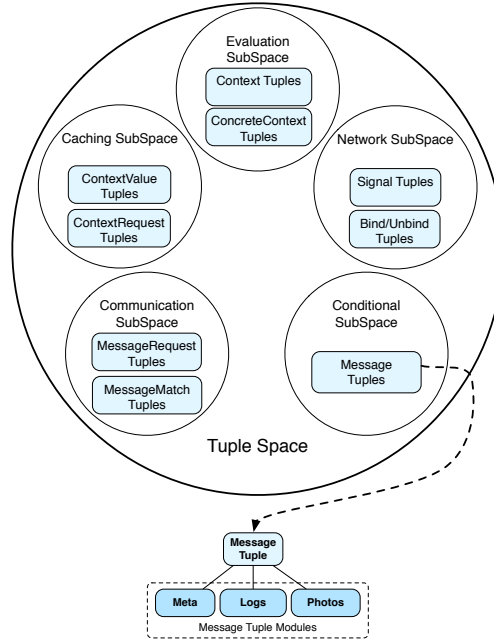 Evaluation
SubSpace
Context Tuples
ConcreteContext
Tuples
Caching SubSpace
ContextValue
Tuples
ContextRequest
Tuples
Network SubSpace
Signal Tuples
Bind/Unbind
Tuples
Communication
SubSpace
MessageRequest
Tuples
MessageMatch
Tuples
Conditional
SubSpace
Message
Tuples
Tuple Space
Message
Tuple
Meta
Logs
Photos
Message Tuple Modules